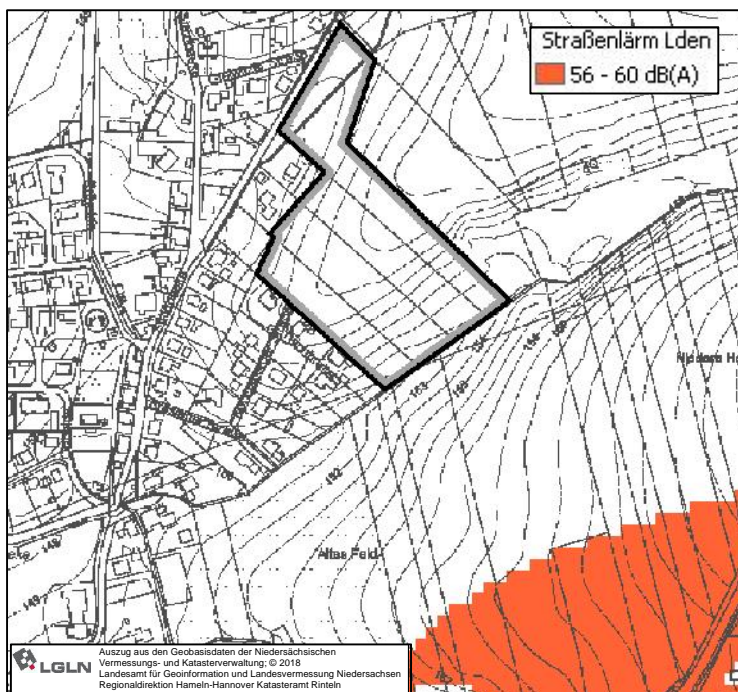 Straßenlärm Lden
56 - 60 dB(A)
Altes Feld
LGLN
Auszug aus den Geobasisdaten der Niedersächsischen
Vermessungs- und Katasterverwaltung; © 2018
Landesamt für Geoinformation und Landesvermessung Niedersachsen
Regionaldirektion Hameln-Hannover Katasteramt Rinteln